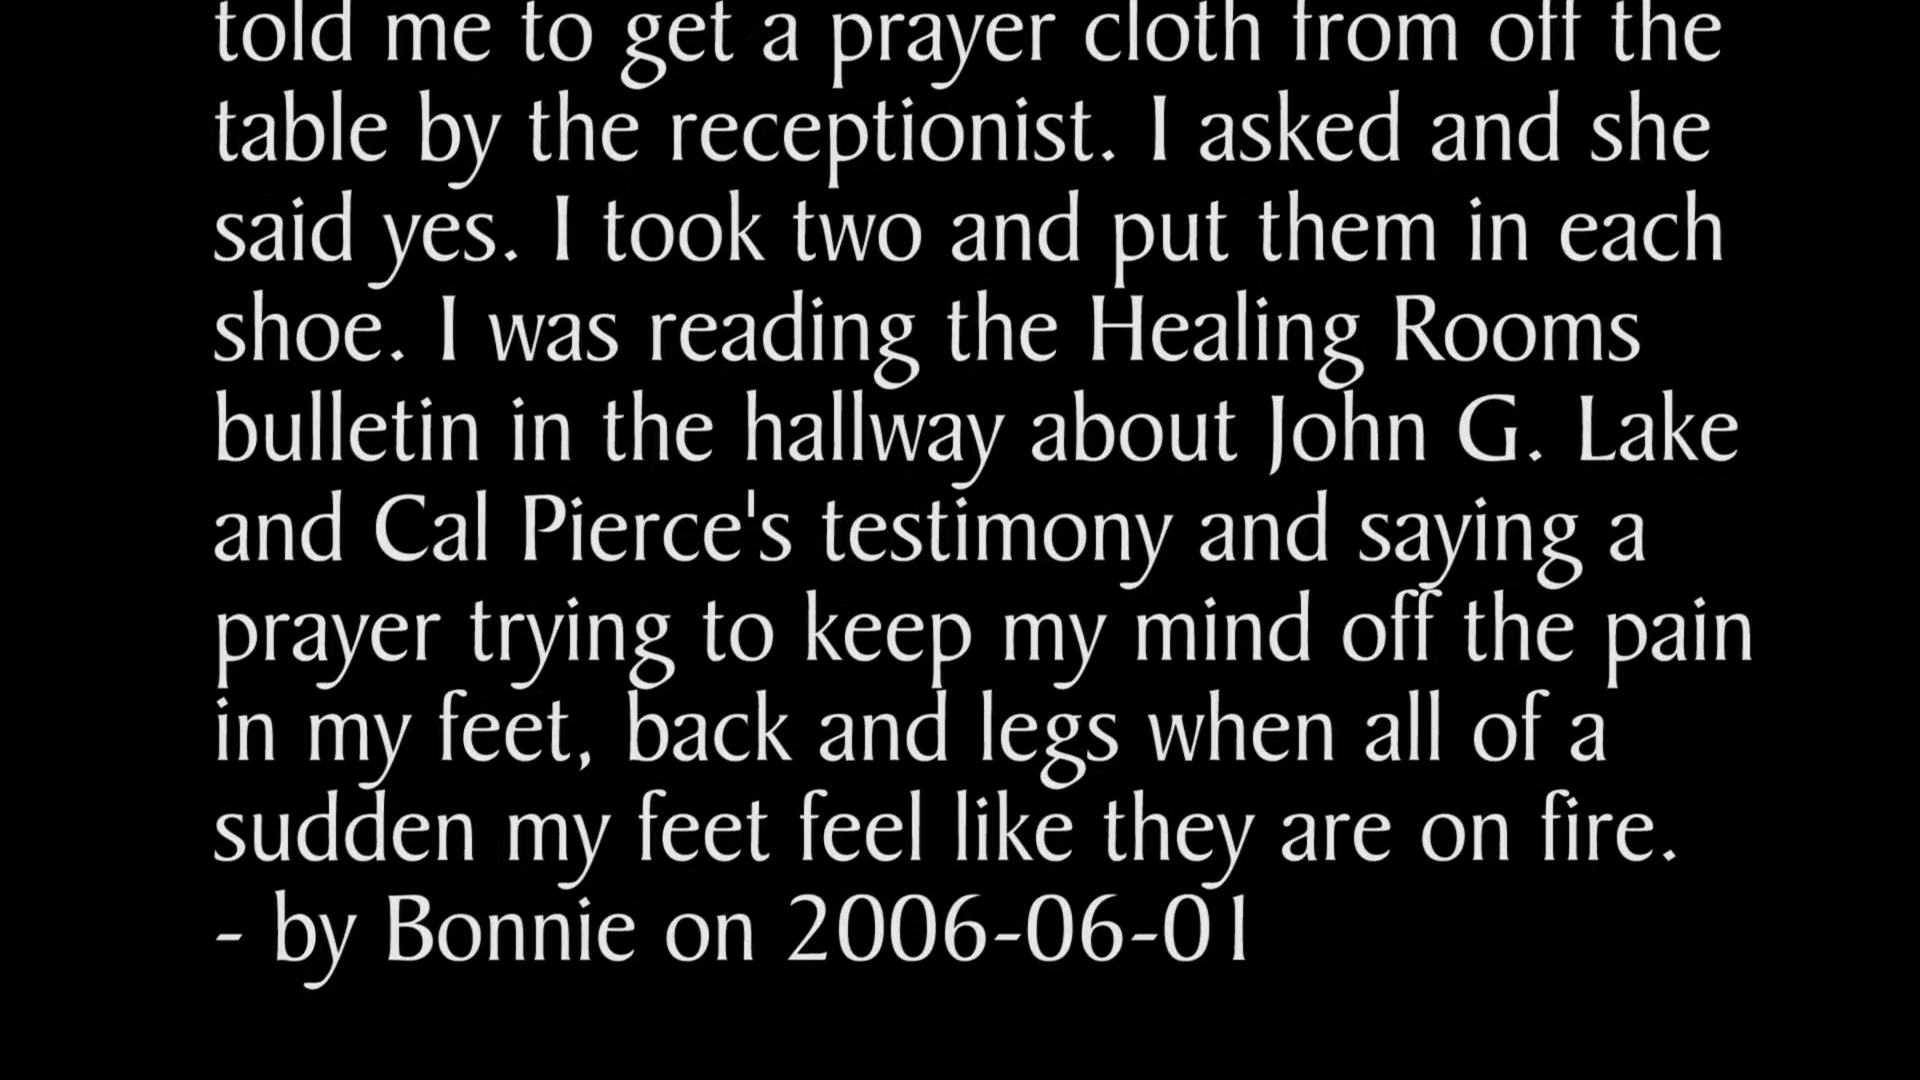 told me to get a prayer cloth from off the
table by the receptionist. I asked and she
said yes. I took two and put them in each
shoe. I was reading the Healing Rooms
bulletin in the hallway about John G. Lake
and Cal Pierce's testimony and saying a
prayer trying to keep my mind off the pain
in my feet, back and legs when all of a
sudden my feet feel like they are on fire.
- by Bonnie on 2006-06-01